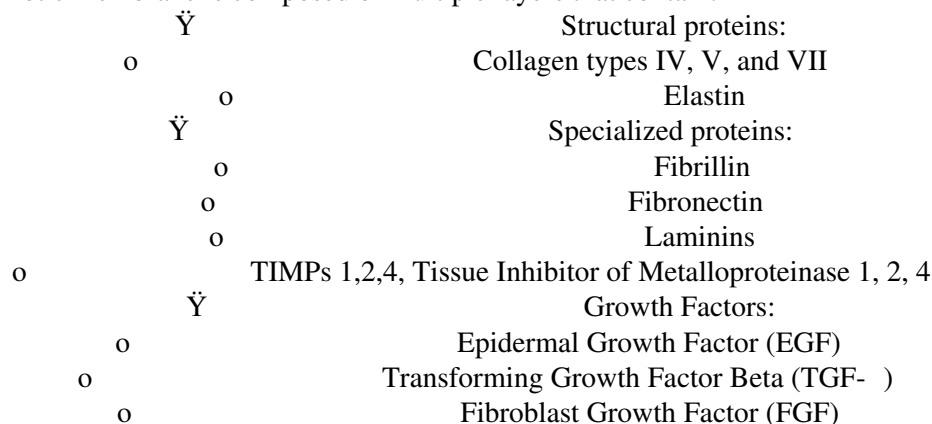 Ÿ Structural proteins:
o Collagen types IV, V, and VII
o Elastin
Ÿ Specialized proteins:
o Fibrillin
o Fibronectin
o Laminins
o TIMPs 1,2,4, Tissue Inhibitor of Metalloproteinase 1, 2, 4
Ÿ Growth Factors:
o Epidermal Growth Factor (EGF)
o Transforming Growth Factor Beta (TGF- )
o Fibroblast Growth Factor (FGF)